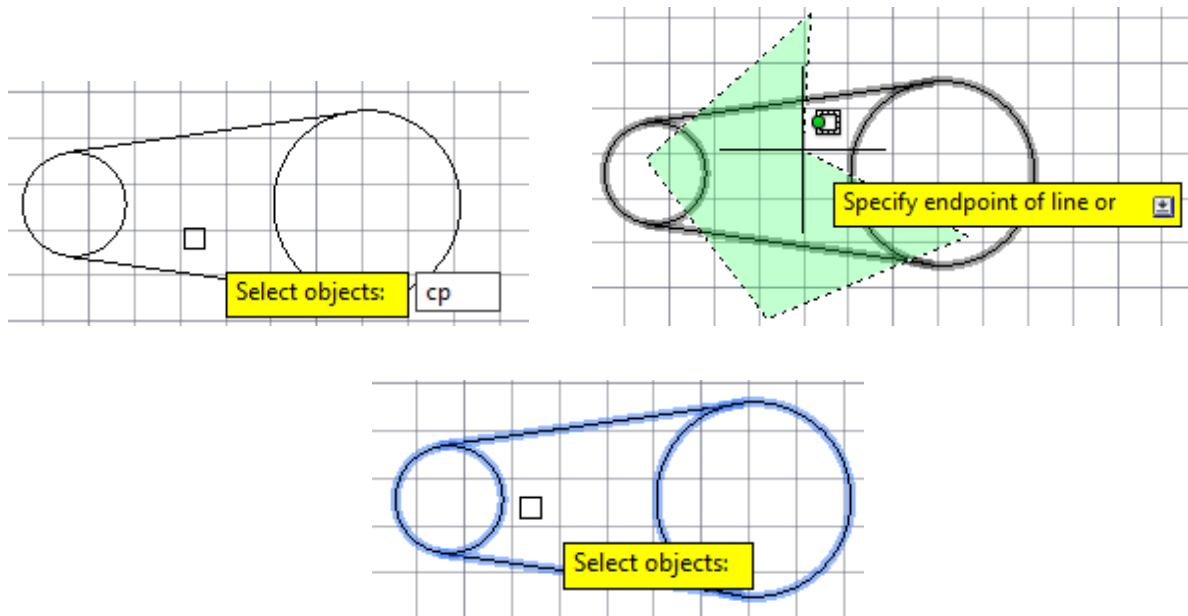 Select objects: cp
Specify endpoint of line or
Select objects: